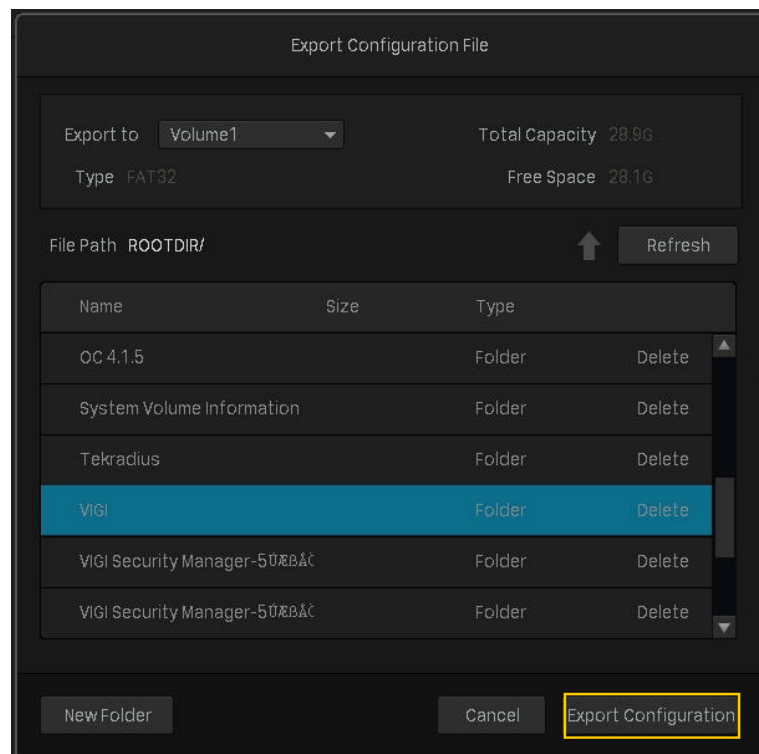 Export Configuration File
Export to Volume1 Total Capacity 28.9G
Type FAT32 Free Space 28.1G
File Path ROOTDIR/ Refresh
Name Size Type
OC 4.1.5 Folder Delete
System Volume Information Folder Delete
Tekradius Folder Delete
VIGI Folder Delete
VIGI Security Manager-5ÚÆßÅĊ Folder Delete
VIGI Security Manager-5ÚÆßÅĊ Folder Delete
New Folder Cancel Export Configuration